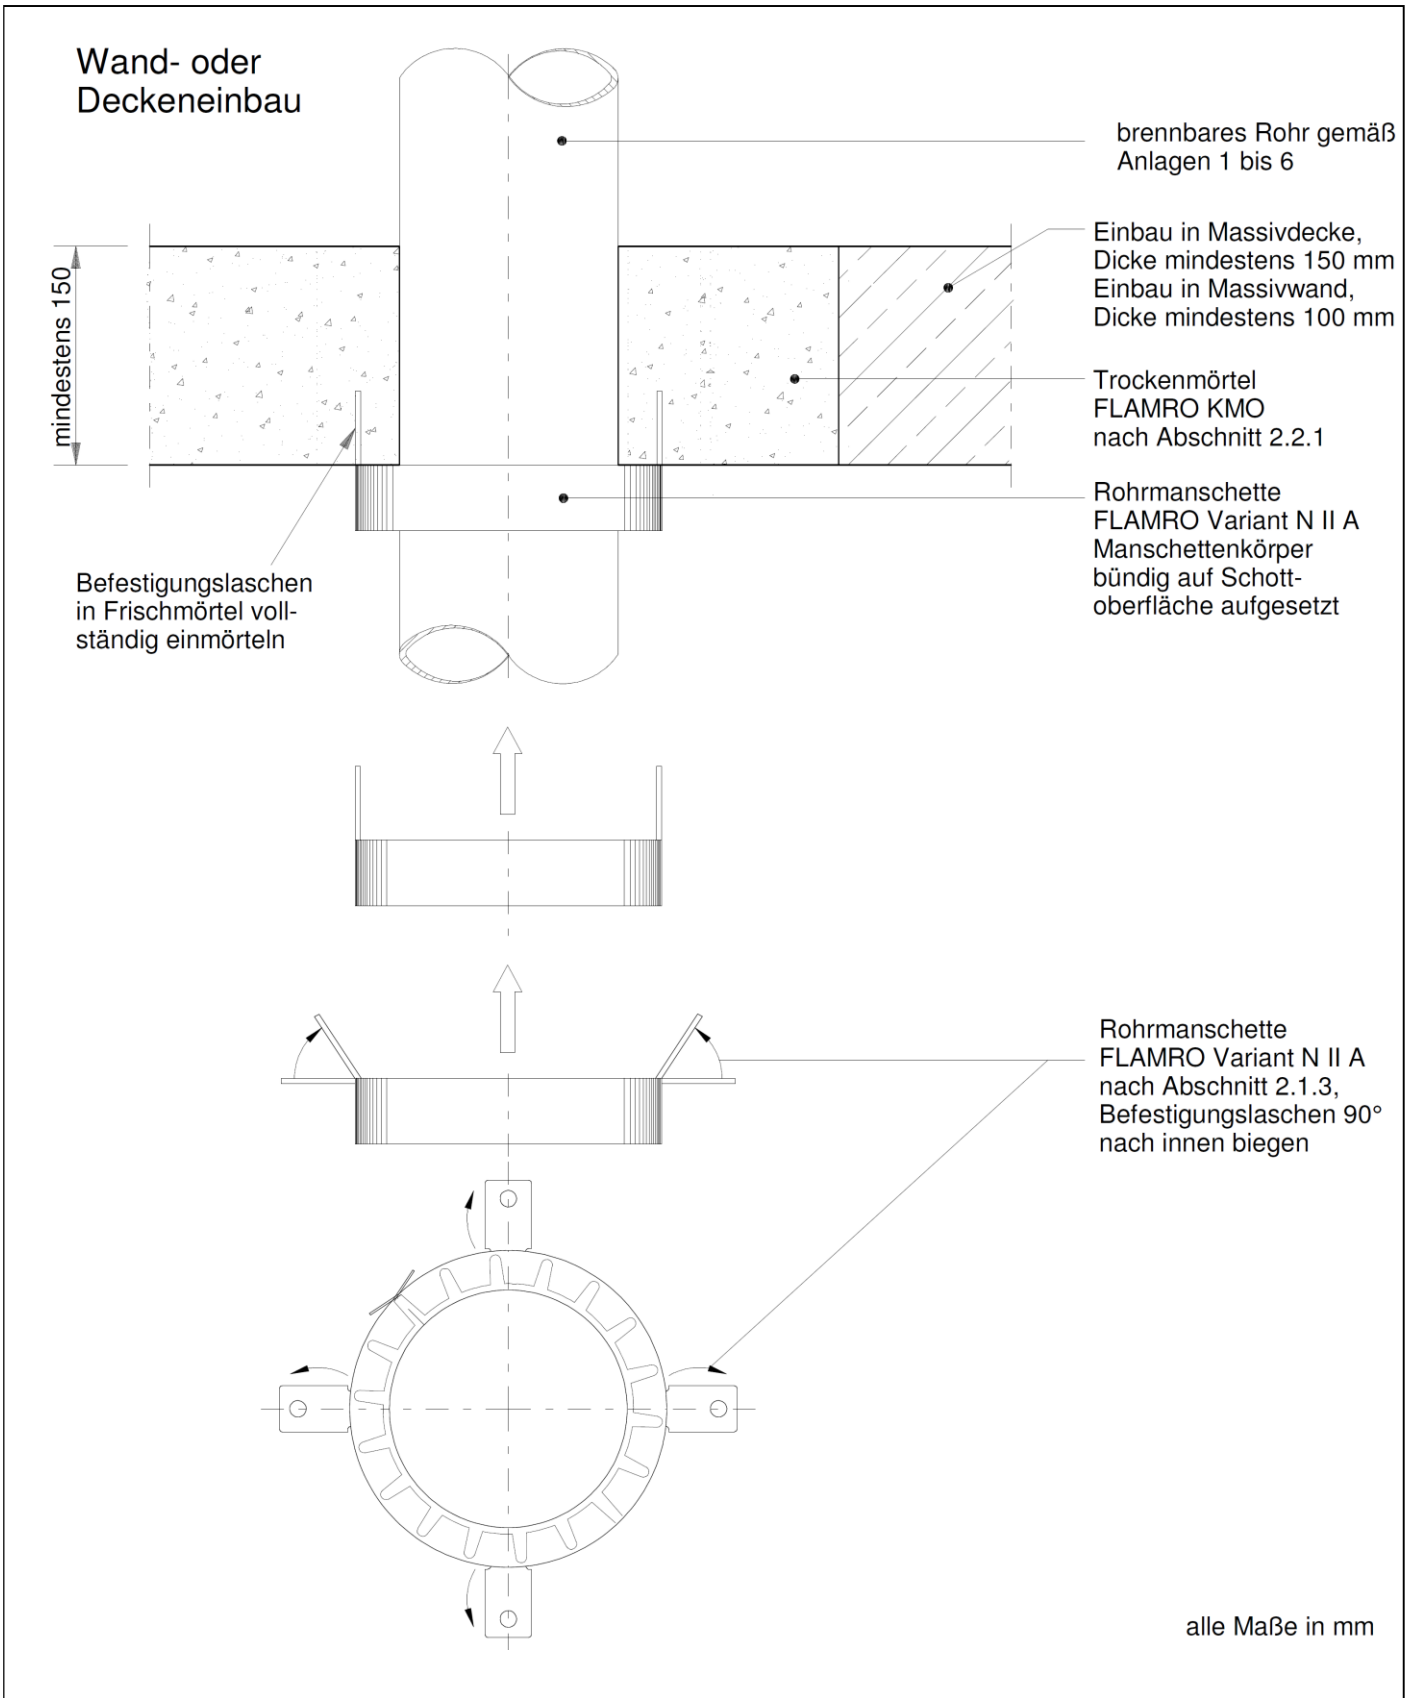 Wand- oder
Deckeneinbau
brennbares Rohr gemäß
Anlagen 1 bis 6
Einbau in Massivdecke,
Dicke mindestens 150 mm
Einbau in Massivwand,
Dicke mindestens 100 mm
mindestens 150
Trockenmörtel
FLAMRO KMO
nach Abschnitt 2.2.1
Rohrmanschette
FLAMRO Variant N II A
Manschettenkörper
bündig auf Schott-
oberfläche aufgesetzt
Befestigungslaschen
in Frischmörtel voll-
ständig einmörteln
Rohrmanschette
FLAMRO Variant N II A
nach Abschnitt 2.1.3,
Befestigungslaschen 90°
nach innen biegen
alle Maße in mm